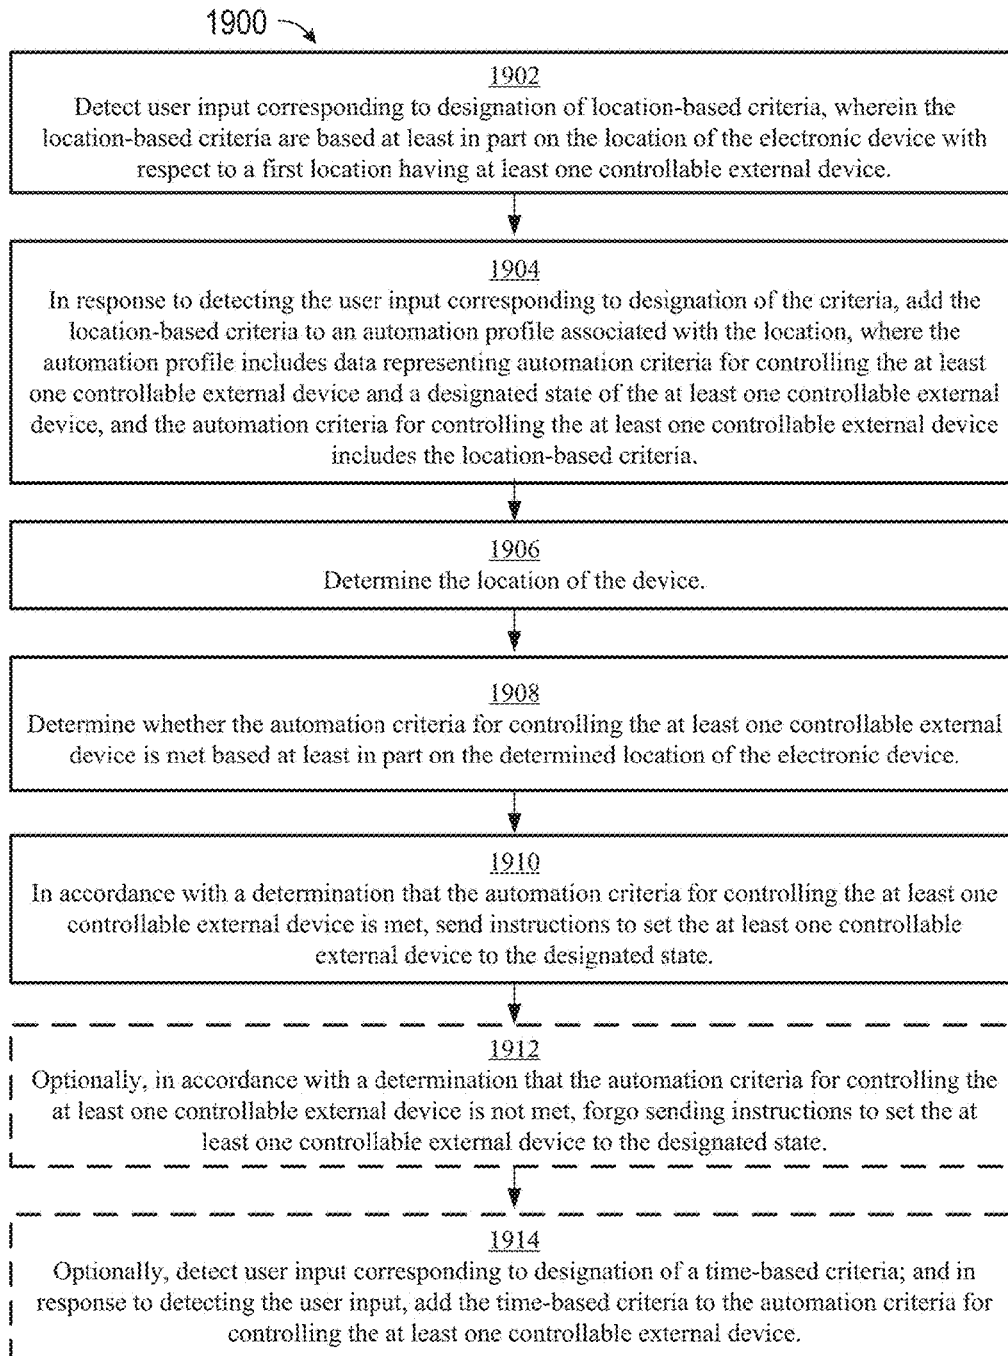 1900
1902
Detect user input corresponding to designation of location-based criteria, wherein the
location-based criteria are based at least in part on the location of the electronic device with
respect to a first location having at least one controllable external device.
1904
In response to detecting the user input corresponding to designation of the criteria, add the
location-based criteria to an automation profile associated with the location, where the
automation profile includes data representing automation criteria for controlling the at least
one controllable external device and a designated state of the at least one controllable external
device, and the automation criteria for controlling the at least one controllable external device
includes the location-based criteria.
1906
Determine the location of the device.
1908
Determine whether the automation criteria for controlling the at least one controllable external
device is met based at least in part on the determined location of the electronic device.
1910
In accordance with a determination that the automation criteria for controlling the at least one
controllable external device is met, send instructions to set the at least one controllable
external device to the designated state.
1912
Optionally, in accordance with a determination that the automation criteria for controlling the
at least one controllable external device is not met, forgo sending instructions to set the at
least one controllable external device to the designated state.
1914
Optionally, detect user input corresponding to designation of a time-based criteria; and in
response to detecting the user input, add the time-based criteria to the automation criteria for
controlling the at least one controllable external device.